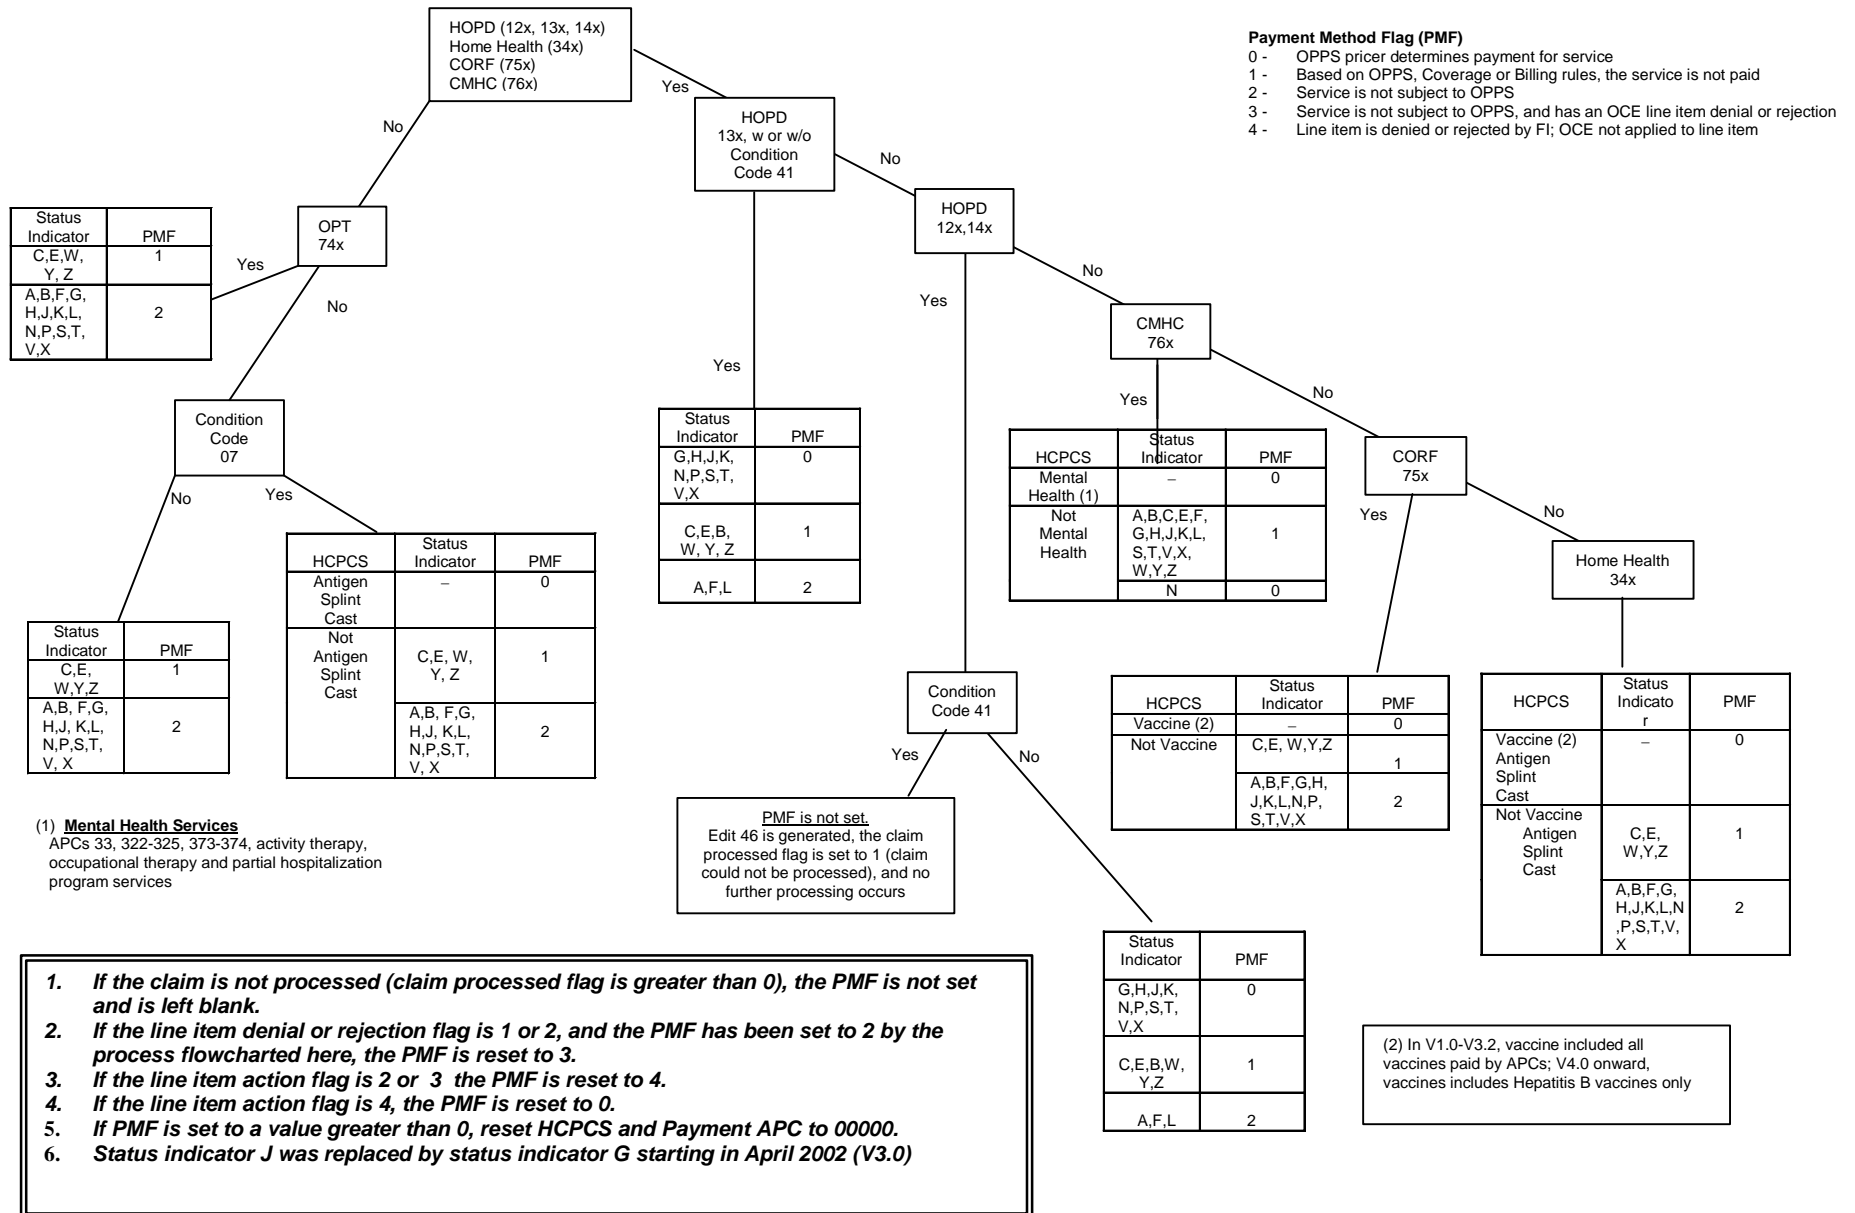 HOPD (12x, 13x, 14x)
Home Health (34x)
CORF (75x)
CMHC (76x)
Payment Method Flag (PMF)
0 - OPPS pricer determines payment for service
1 - Based on OPPS, Coverage or Billing rules, the service is not paid
2 - Service is not subject to OPPS
3 - Service is not subject to OPPS, and has an OCE line item denial or rejection
4 - Line item is denied or rejected by FI; OCE not applied to line item
Yes
No
HOPD
13x, w or w/o
Condition
Code 41
No
HOPD
12x,14x
OPT
74x
Status
Indicator PMF
C,E,W, 1
Y, Z
A,B,F,G,
H,J,K,L, 2
N,P,S,T,
V,X
Yes
No
No
Yes
CMHC
76x
Yes
No
Yes
Condition
Code
07
No
Yes
Status
Indicator PMF
G,H,J,K, 0
N,P,S,T,
V,X
C,E,B, 1
W, Y, Z
A,F,L 2
Status
HCPCS Indicator PMF
Mental – 0
Health (1)
Not A,B,C,E,F,
Mental G,H,J,K,L, 1
Health S,T,V,X,
W,Y,Z
N 0
CORF
75x
Yes
No
Home Health
34x
Status
HCPCS Indicator PMF
Antigen – 0
Splint
Cast
Not
Antigen C,E, W, 1
Splint Y, Z
Cast
A,B, F,G,
H,J, K,L, 2
N,P,S,T,
V, X
Status
Indicator PMF
C,E, 1
W,Y,Z
A,B, F,G,
H,J, K,L, 2
N,P,S,T,
V, X
Condition
Code 41
Yes
No
Status
HCPCS Indicator PMF
Vaccine (2) – 0
Not Vaccine C,E, W,Y,Z
1
A,B,F,G,H,
J,K,L,N,P, 2
S,T,V,X
Status
HCPCS Indicato PMF
r
Vaccine (2) – 0
Antigen
Splint
Cast
Not Vaccine
Antigen C,E, 1
Splint W,Y,Z
Cast
A,B,F,G,
H,J,K,L,N 2
,P,S,T,V,
X
PMF is not set.
Edit 46 is generated, the claim
processed flag is set to 1 (claim
could not be processed), and no
further processing occurs
(1) Mental Health Services
APCs 33, 322-325, 373-374, activity therapy,
occupational therapy and partial hospitalization
program services
Status
Indicator PMF
G,H,J,K, 0
N,P,S,T,
V,X
C,E,B,W, 1
Y,Z
A,F,L 2
1. If the claim is not processed (claim processed flag is greater than 0), the PMF is not set
and is left blank.
2. If the line item denial or rejection flag is 1 or 2, and the PMF has been set to 2 by the
process flowcharted here, the PMF is reset to 3.
3. If the line item action flag is 2 or 3 the PMF is reset to 4.
4. If the line item action flag is 4, the PMF is reset to 0.
5. If PMF is set to a value greater than 0, reset HCPCS and Payment APC to 00000.
6. Status indicator J was replaced by status indicator G starting in April 2002 (V3.0)
(2) In V1.0-V3.2, vaccine included all
vaccines paid by APCs; V4.0 onward,
vaccines includes Hepatitis B vaccines only